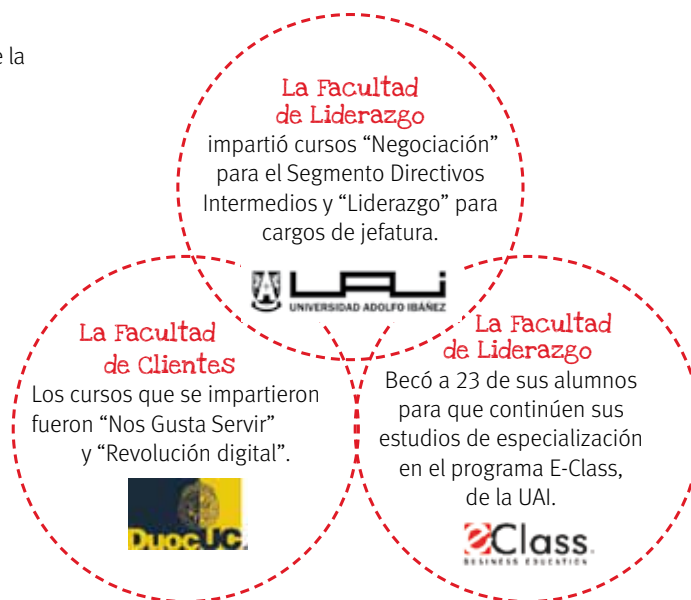 e la
La Facultad
de Liderazgo
impartió cursos “Negociación”
para el Segmento Directivos
Intermedios y “Liderazgo” para
cargos de jefatura.
UAI
UNIVERSIDAD ADOLFO IBÁÑEZ
La Facultad
de Clientes
Los cursos que se impartieron
fueron “Nos Gusta Servir”
y “Revolución digital”.
DuocUC
La Facultad
de Liderazgo
Becó a 23 de sus alumnos
para que continúen sus
estudios de especialización
en el programa E-Class,
de la UAI.
eClass.
BUSINESS EDUCATION